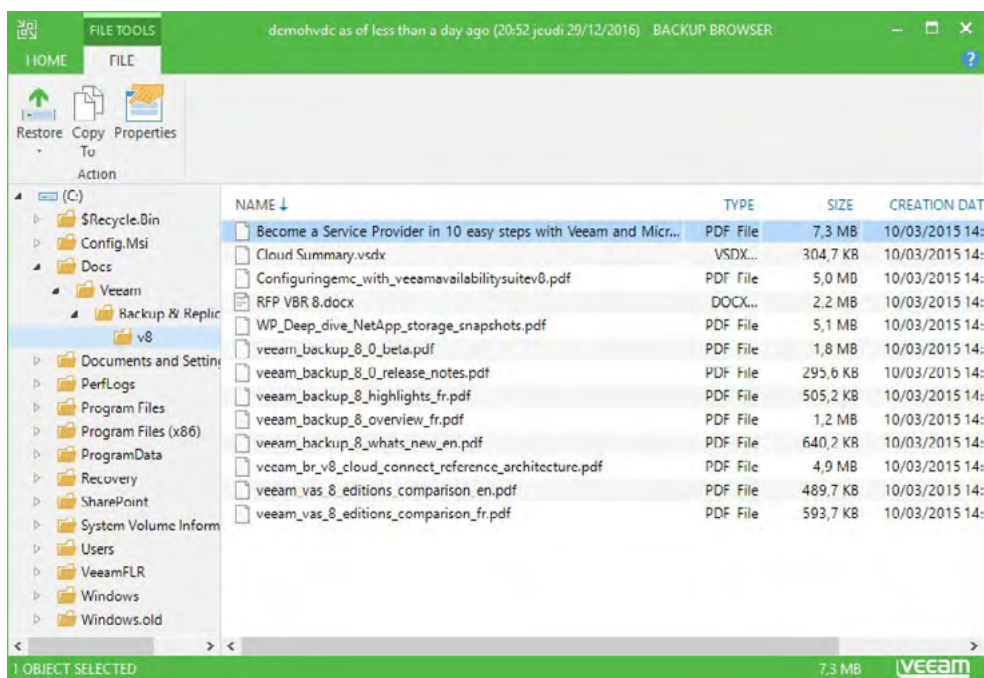 FILE TOOLS
demohvdc as of less than a day ago (20:52 jeudi 29/12/2016) BACKUP BROWSER
HOME FILE
?
Restore Copy To Properties
Action
(C:)
$Recycle.Bin
Config.Msi
Docs
Veeam
Backup & Replic
v8
Documents and Setting
PerfLogs
Program Files
Program Files (x86)
ProgramData
Recovery
SharePoint
System Volume Inform
Users
VeeamFLR
Windows
Windows.old
NAME TYPE SIZE CREATION DAT
Become a Service Provider in 10 easy steps with Veeam and Micr... PDF File 7,3 MB 10/03/2015 14:
Cloud Summary.vsdx VSDX... 304,7 KB 10/03/2015 14:
Configuringemc_with_veeamavailabilitysuitev8.pdf PDF File 5,0 MB 10/03/2015 14:
RFP VBR 8.docx DOCX... 2,2 MB 10/03/2015 14:
WP_Deep_dive_NetApp_storage_snapshots.pdf PDF File 5,1 MB 10/03/2015 14:
veeam_backup_8_0_beta.pdf PDF File 1,8 MB 10/03/2015 14:
veeam_backup_8_0_release_notes.pdf PDF File 295,6 KB 10/03/2015 14:
veeam_backup_8_highlights_fr.pdf PDF File 505,2 KB 10/03/2015 14:
veeam_backup_8_overview_fr.pdf PDF File 1,2 MB 10/03/2015 14:
veeam_backup_8_whats_new_en.pdf PDF File 640,2 KB 10/03/2015 14:
veeam_br_v8_cloud_connect_reference_architecture.pdf PDF File 4,9 MB 10/03/2015 14:
veeam_vas_8_editions_comparison_en.pdf PDF File 489,7 KB 10/03/2015 14:
veeam_vas_8_editions_comparison_fr.pdf PDF File 593,7 KB 10/03/2015 14:
1 OBJECT SELECTED 7,3 MB veeam